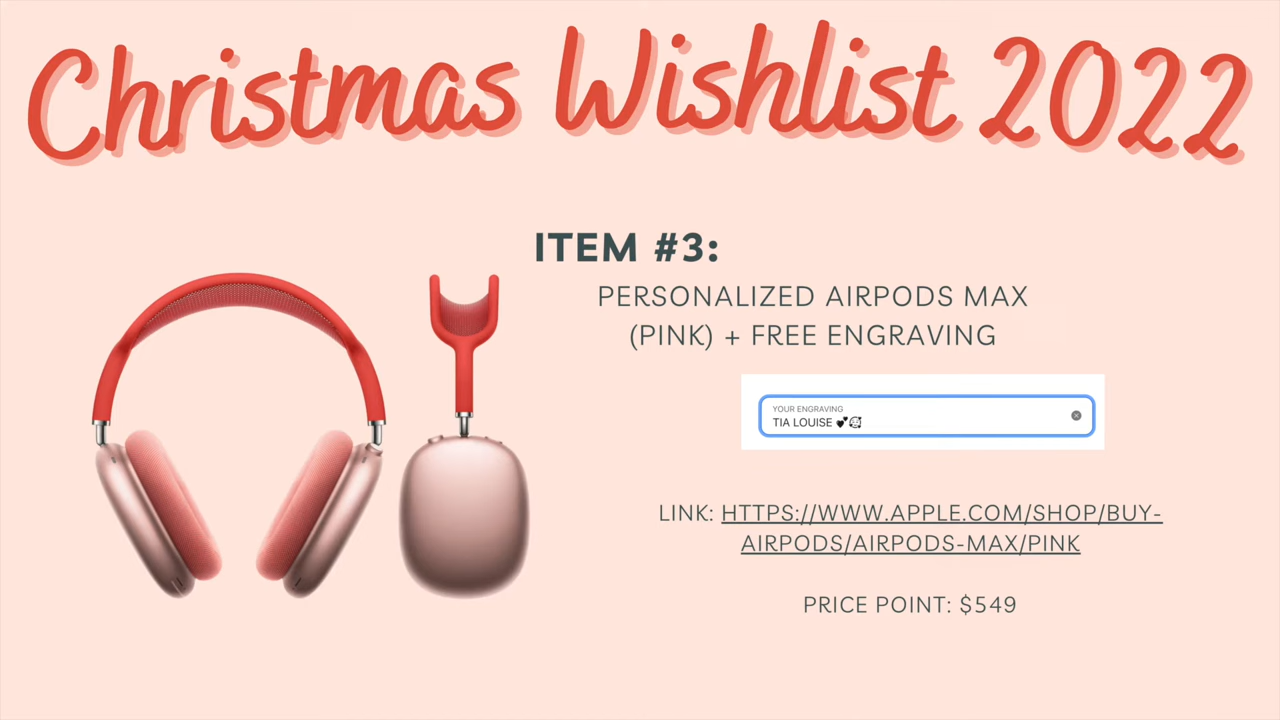 Christmas Wishlist 2022
ITEM #3:
PERSONALIZED AIRPODS MAX
(PINK) + FREE ENGRAVING
YOUR ENGRAVING
TIA LOUISE 💕🥰
LINK: HTTPS://WWW.APPLE.COM/SHOP/BUY-
AIRPODS/AIRPODS-MAX/PINK
PRICE POINT: $549